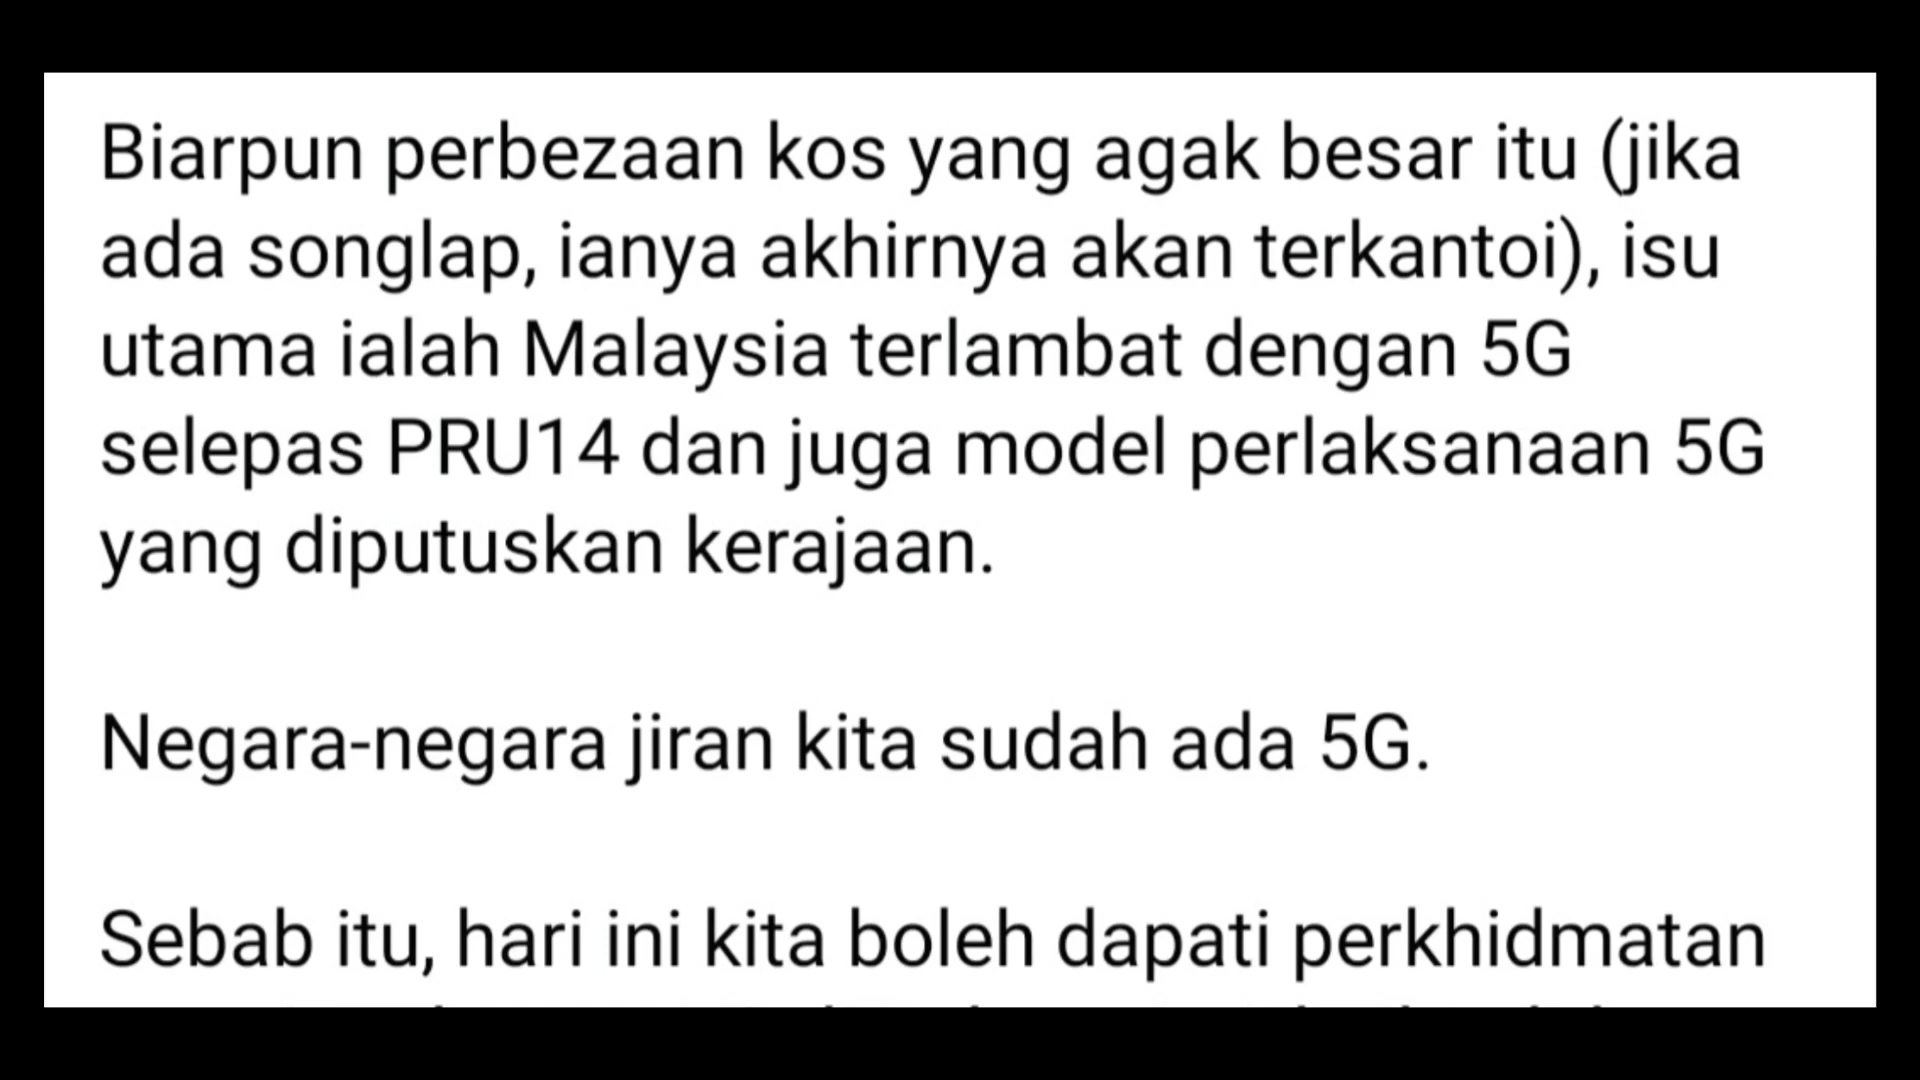 Biarpun perbezaan kos yang agak besar itu (jika
ada songlap, ianya akhirnya akan terkantoi), isu
utama ialah Malaysia terlambat dengan 5G
selepas PRU14 dan juga model perlaksanaan 5G
yang diputuskan kerajaan.
Negara-negara jiran kita sudah ada 5G.
Sebab itu, hari ini kita boleh dapati perkhidmatan